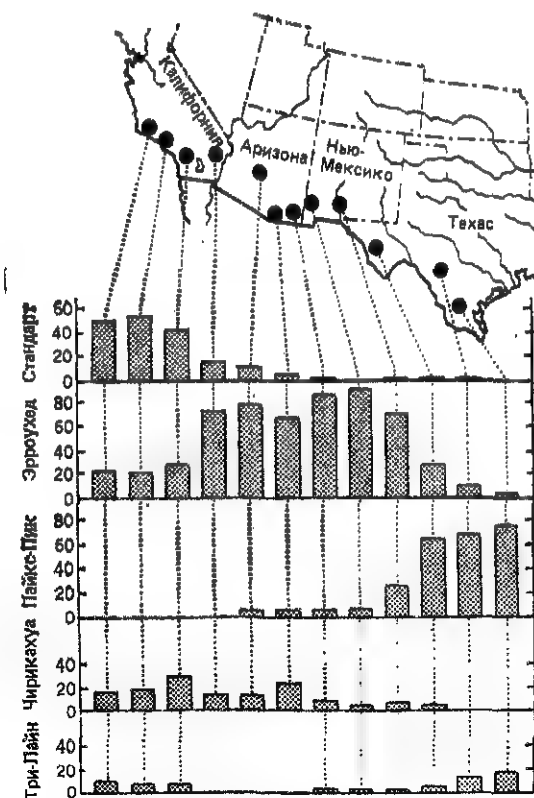 Калифорния
Аризона
Нью-
Мексико
Техас
Стандарт
60
40
20
0
Эрроухед
80
60
40
20
0
Пайкс-Пик
80
60
40
20
0
Чирикахуа
40
20
0
Три-Лайн
40
20
0